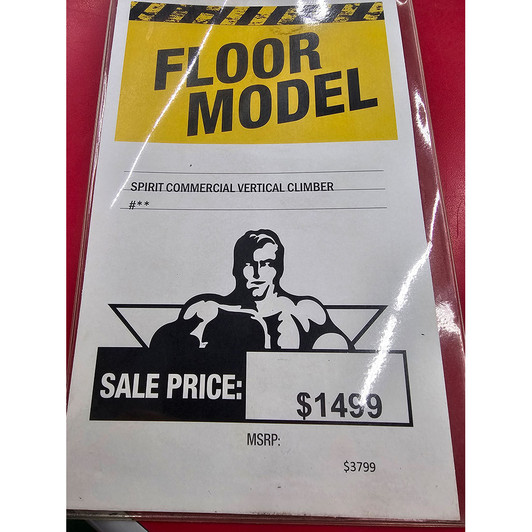 FLOOR
MODEL
SPIRIT COMMERCIAL VERTICAL CLIMBER
#**
SALE PRICE: $1499
MSRP:
$3799